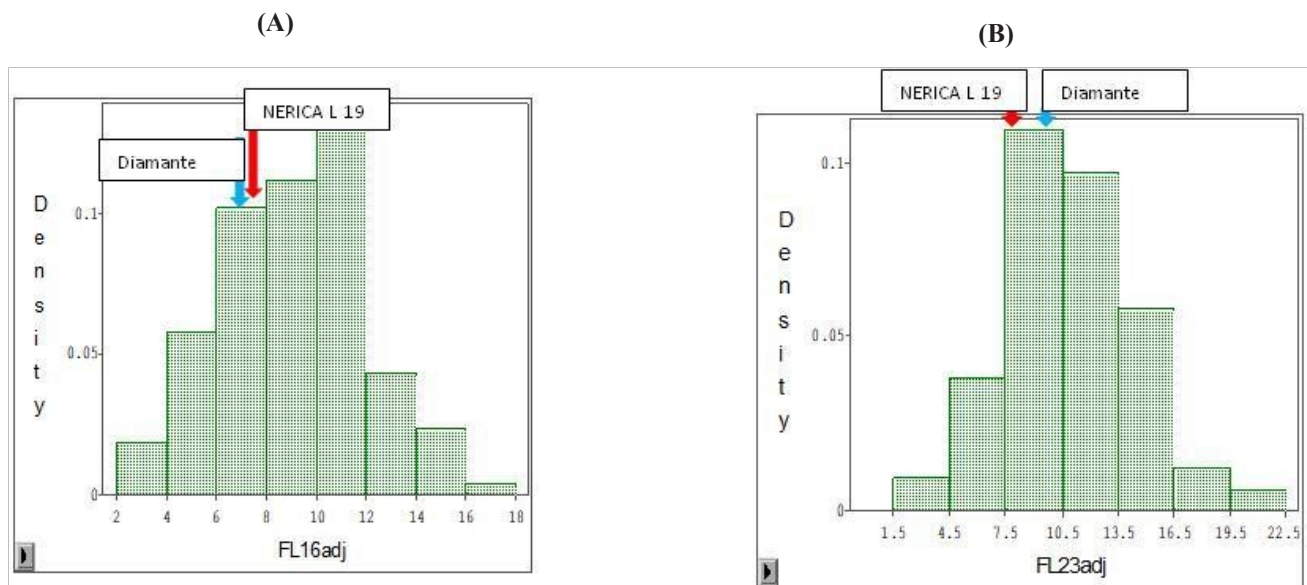 (A)
(B)
NERICA L 19
Diamante
Density
0.1
0.05
0
2 4 6 8 10 12 14 16 18
FL16adj
NERICA L 19
Diamante
Density
0.1
0.05
0
1.5 4.5 7.5 10.5 13.5 16.5 19.5 22.5
FL23adj